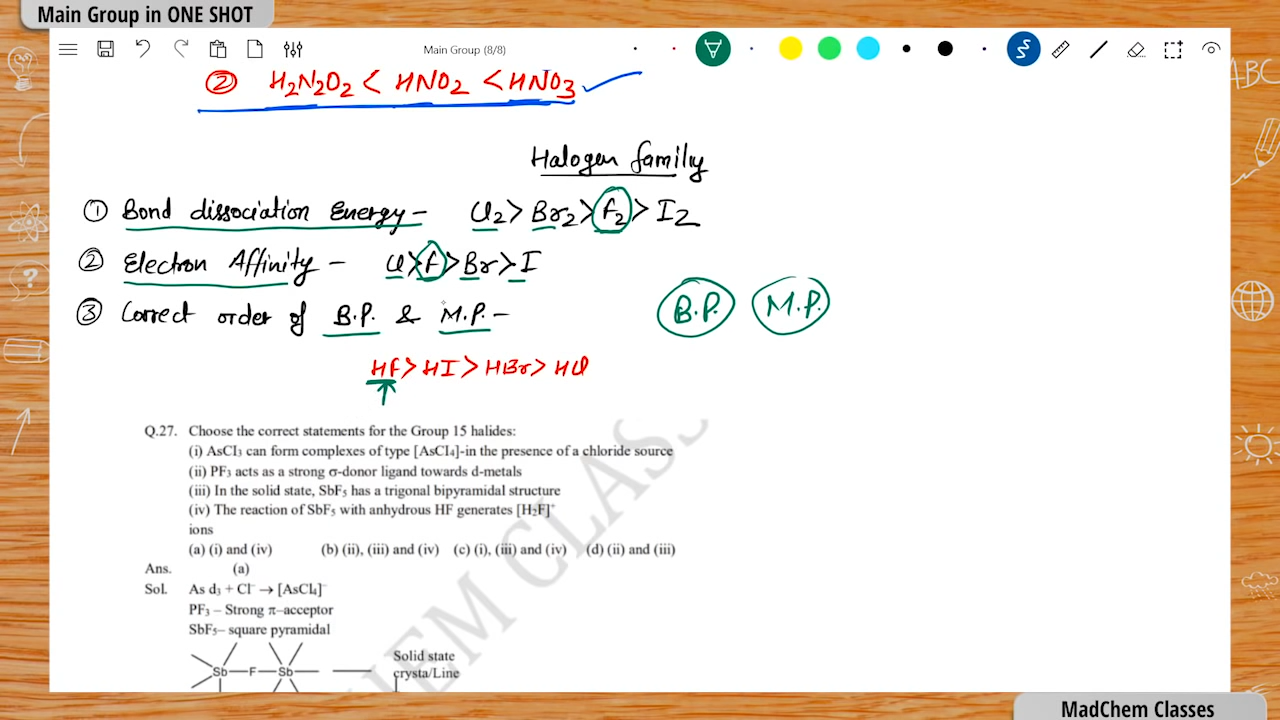 Main Group in ONE SHOT
Main Group (8/8)
② H₂N₂O₂ < HNO₂ < HNO₃
Halogen family
① Bond dissociation Energy - Cl₂ > Br₂ > F₂ > I₂
② Electron Affinity - Cl > F > Br > I
③ Correct order of B.P. & M.P. -
B.P. M.P.
HF > HI > HBr > HCl
Q.27. Choose the correct statements for the Group 15 halides:
(i) AsCl₃ can form complexes of type [AsCl₄]-in the presence of a chloride source
(ii) PF₃ acts as a strong σ-donor ligand towards d-metals
(iii) In the solid state, SbF₅ has a trigonal bipyramidal structure
(iv) The reaction of SbF₅ with anhydrous HF generates [H₂F]⁺
ions
(a) (i) and (iv) (b) (ii), (iii) and (iv) (c) (i), (iii) and (iv) (d) (ii) and (iii)
Ans. (a)
Sol. As d₃ + Cl⁻ → [AsCl₄]⁻
PF₃ – Strong π–acceptor
SbF₅– square pyramidal
Sb F Sb
Solid state
crysta/Line
HEM CLASS
ABC
MadChem Classes